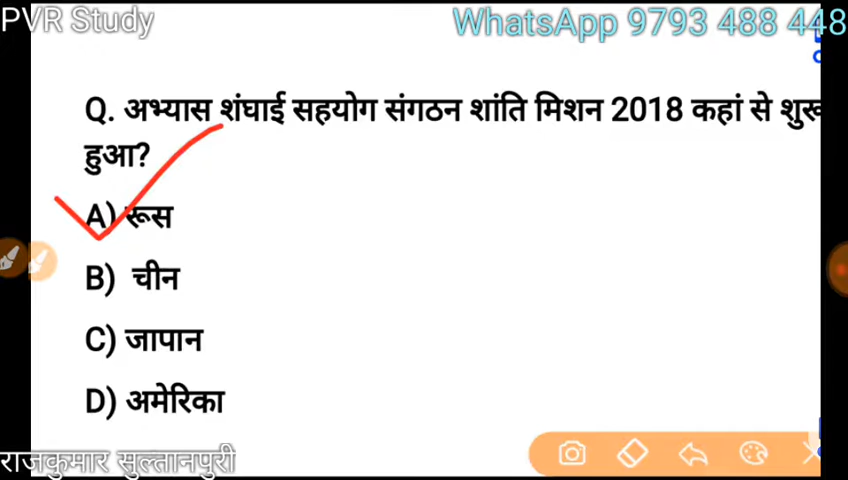 PVR Study
WhatsApp 9793 488 448
Q. अभ्यास शंघाई सहयोग संगठन शांति मिशन 2018 कहां से शुरू
हुआ?
A) रूस
B) चीन
C) जापान
D) अमेरिका
राजकुमार सुल्तानपुरी